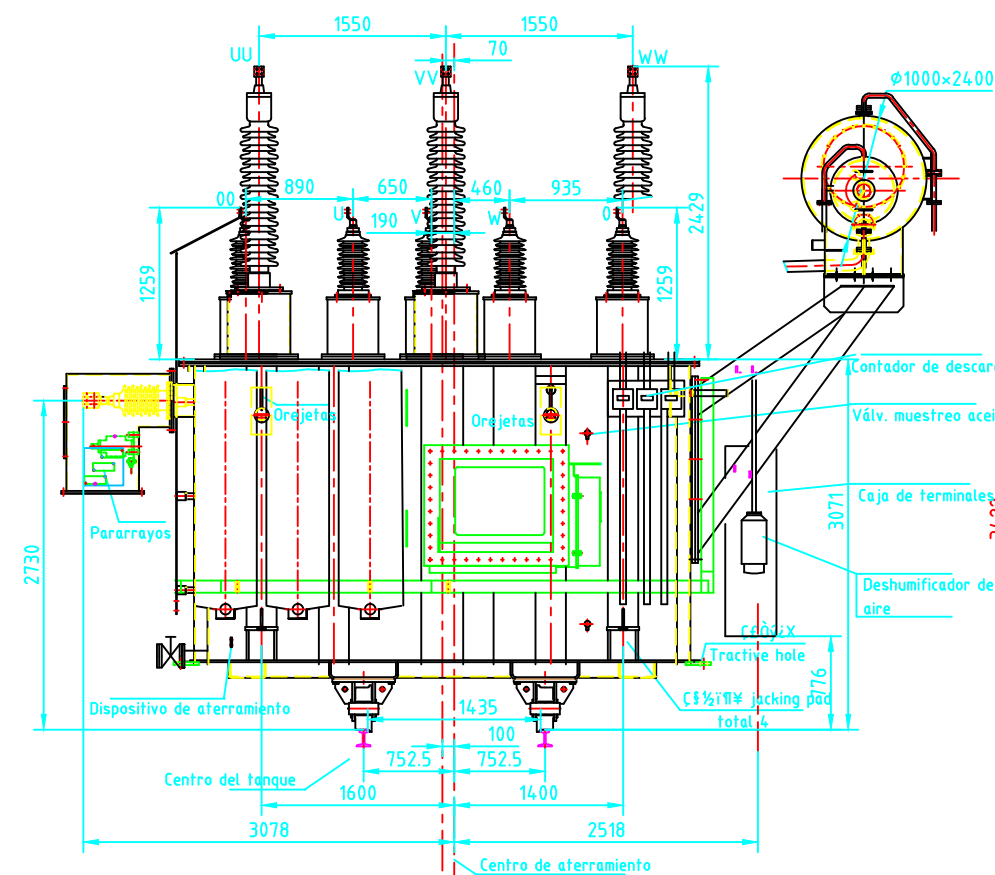 1550
1550
UU
70
WW
VV
Φ1000×2400
890
650
460
935
00
U
V
W
0
190
2429
1259
1259
Contador de descar
Orejetas
Orejetas
Válv. muestreo acei
Caja de terminales
3071
Pararrayos
2730
Deshumificador de
aire
Tractive hole
776
jacking pad
total 4
Dispositivo de aterramiento
1435
100
752.5
752.5
Centro del tanque
1600
1400
3078
2518
Centro de aterramiento